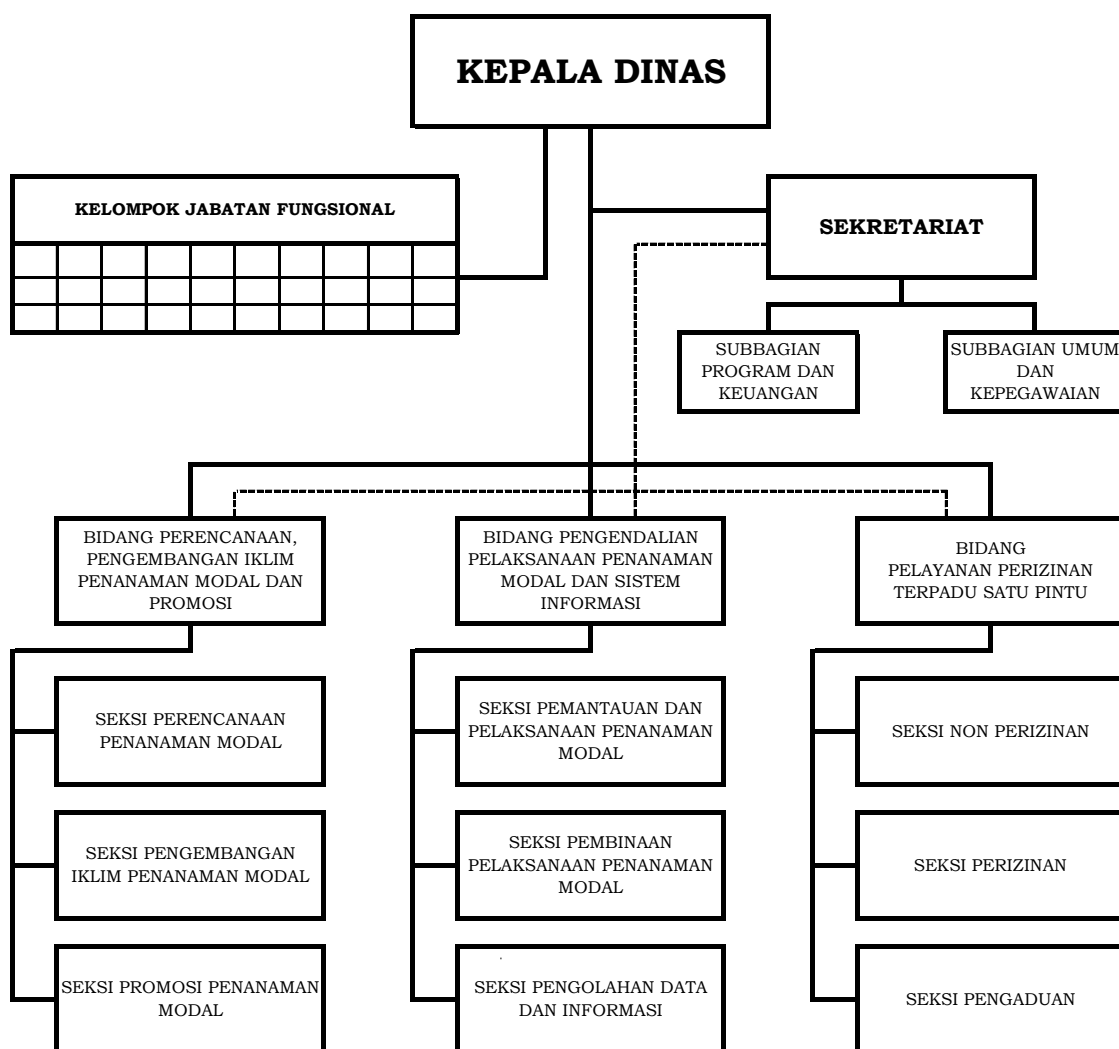 KEPALA DINAS
KELOMPOK JABATAN FUNGSIONAL
SEKRETARIAT
SUBBAGIAN
PROGRAM DAN
KEUANGAN
SUBBAGIAN UMUM
DAN
KEPEGAWAIAN
BIDANG PERENCANAAN,
PENGEMBANGAN IKLIM
PENANAMAN MODAL DAN
PROMOSI
BIDANG PENGENDALIAN
PELAKSANAAN PENANAMAN
MODAL DAN SISTEM
INFORMASI
BIDANG
PELAYANAN PERIZINAN
TERPADU SATU PINTU
SEKSI PERENCANAAN
PENANAMAN MODAL
SEKSI PEMANTAUAN DAN
PELAKSANAAN PENANAMAN
MODAL
SEKSI NON PERIZINAN
SEKSI PENGEMBANGAN
IKLIM PENANAMAN MODAL
SEKSI PEMBINAAN
PELAKSANAAN PENANAMAN
MODAL
SEKSI PERIZINAN
SEKSI PROMOSI PENANAMAN
MODAL
SEKSI PENGOLAHAN DATA
DAN INFORMASI
SEKSI PENGADUAN